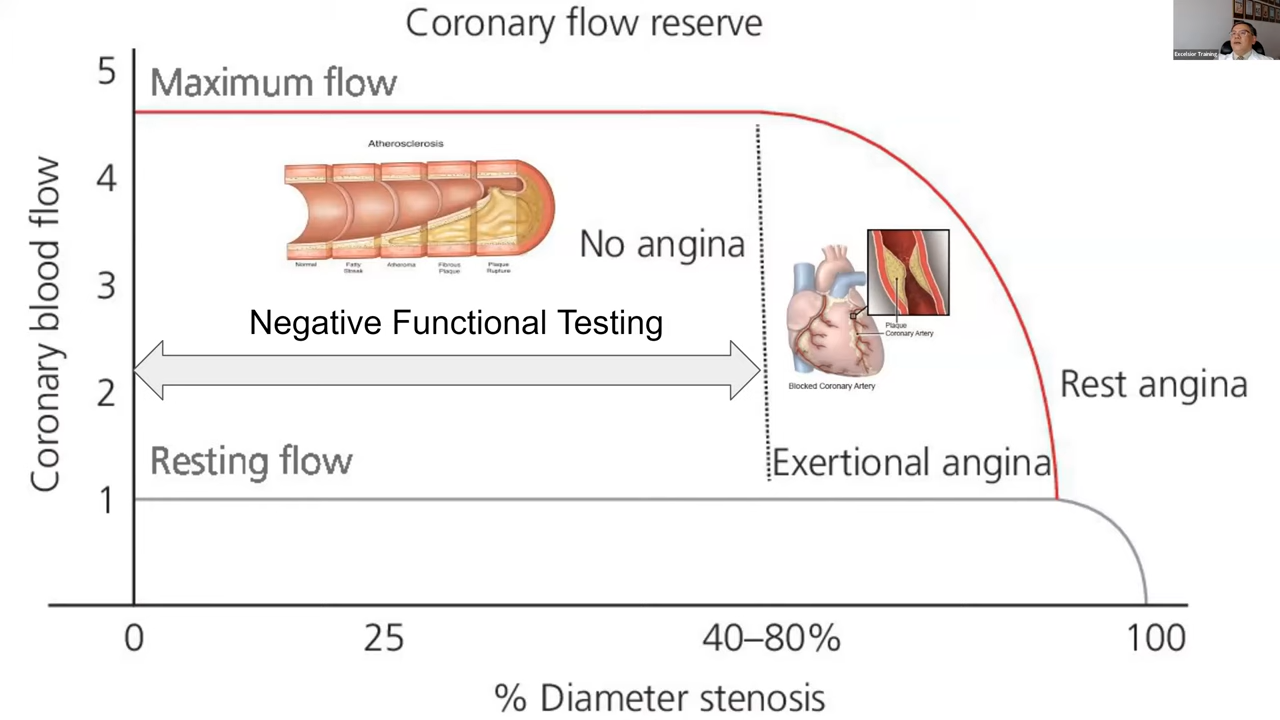 Coronary flow reserve
Excelsior Training
5
Maximum flow
Atherosclerosis
4
Normal
Fatty
Streak
Atheroma
Fibrous
Plaque
Plaque
Rupture
No angina
3
Coronary blood flow
Negative Functional Testing
Plaque
Coronary Artery
Blocked Coronary Artery
2
Rest angina
Resting flow
Exertional angina
1
0
25
40–80%
100
% Diameter stenosis